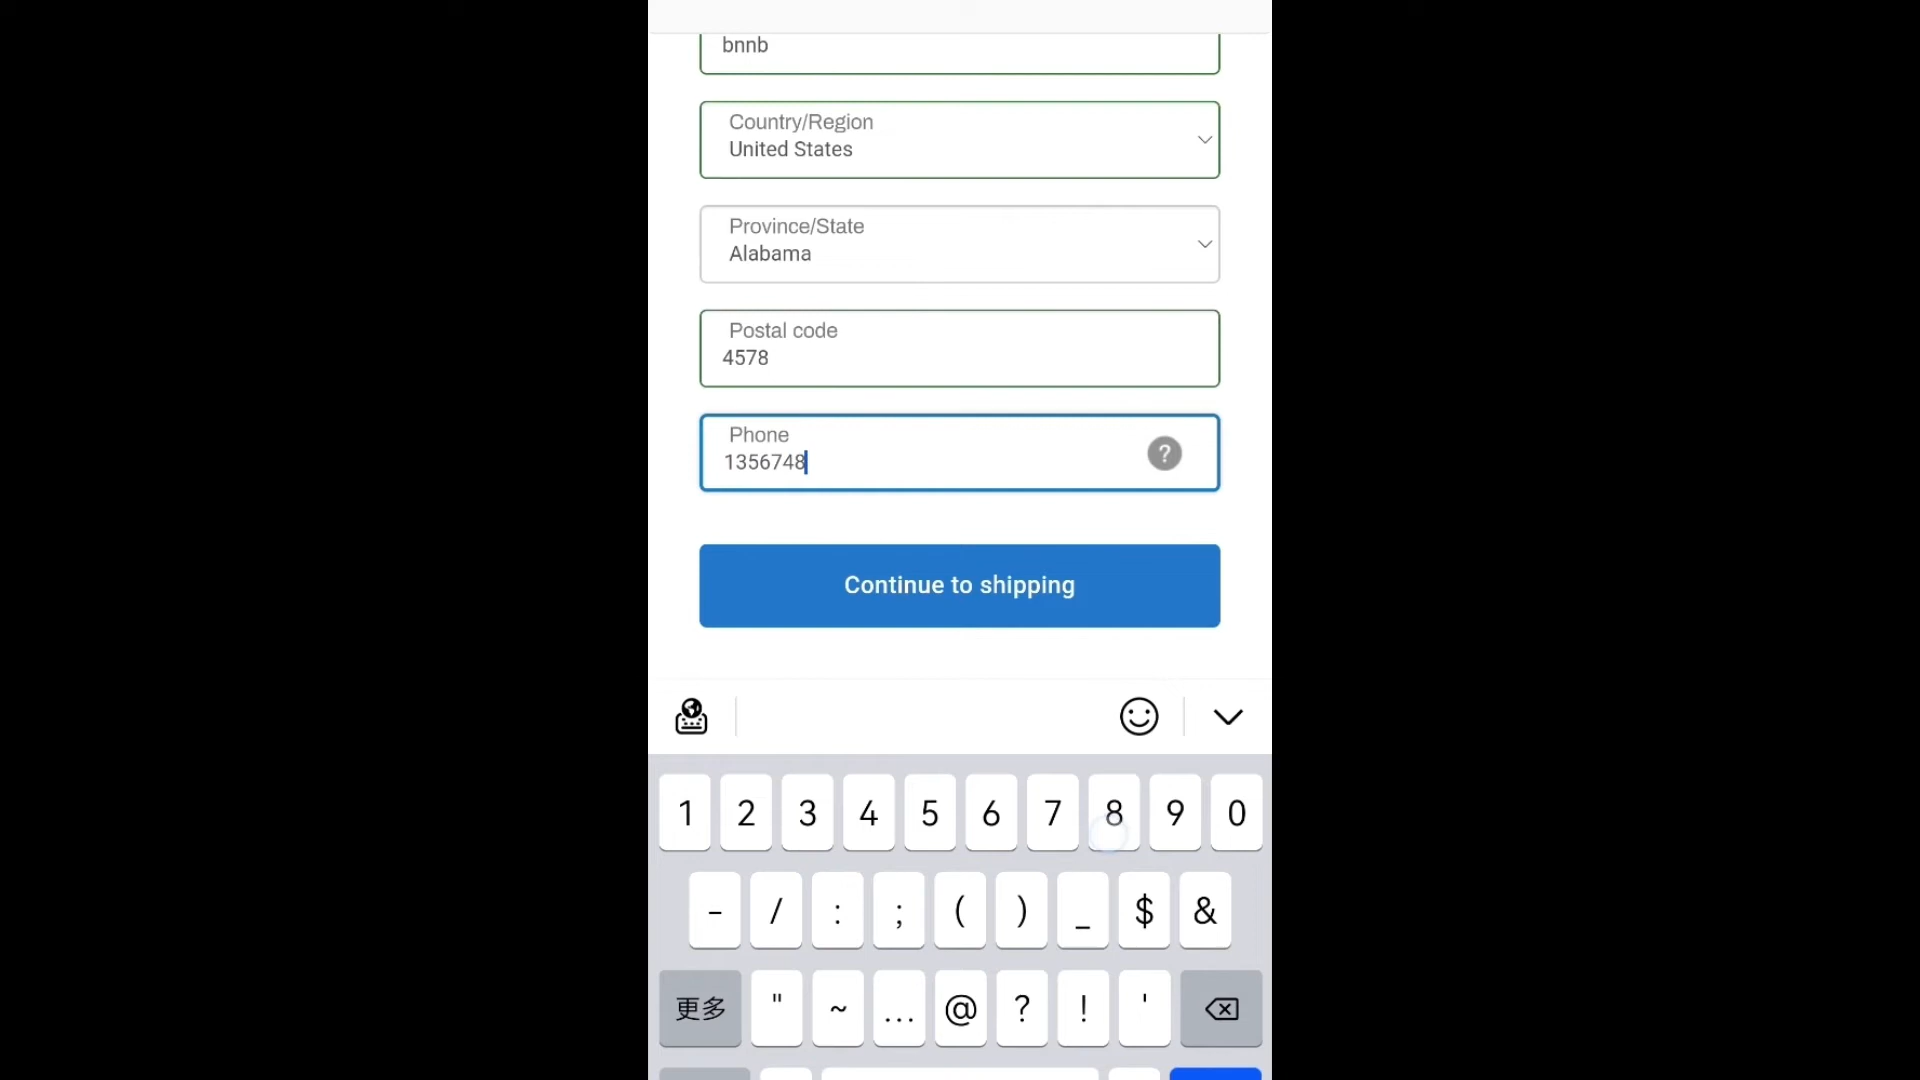 bnnb
Country/Region
United States
Province/State
Alabama
Postal code
4578
Phone
1356748
?
Continue to shipping
1 2 3 4 5 6 7 8 9 0
- / : ; ( ) _ $ &
更多 " ~ ... @ ? ! '